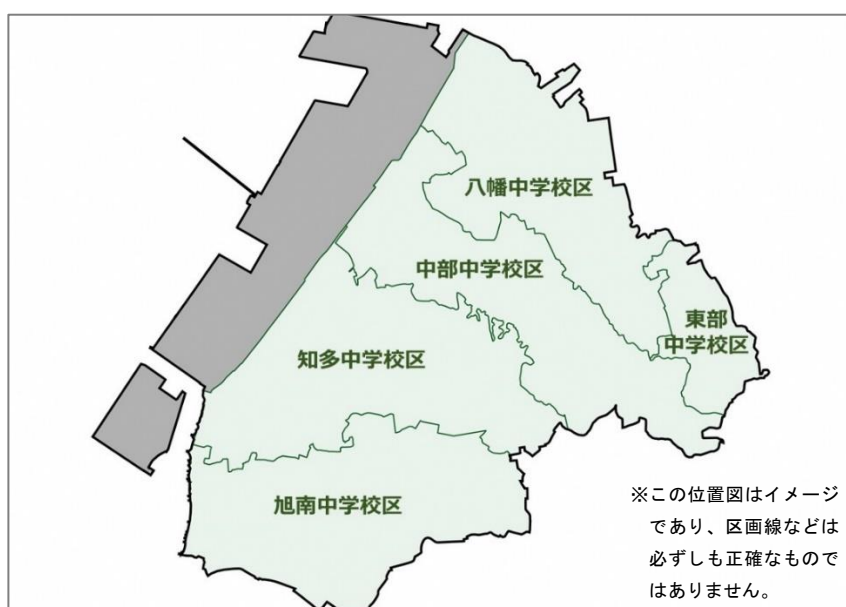 八幡中学校区
中部中学校区
東部
中学校区
知多中学校区
旭南中学校区
※この位置図はイメージ
であり、区画線などは
必ずしも正確なもので
はありません。